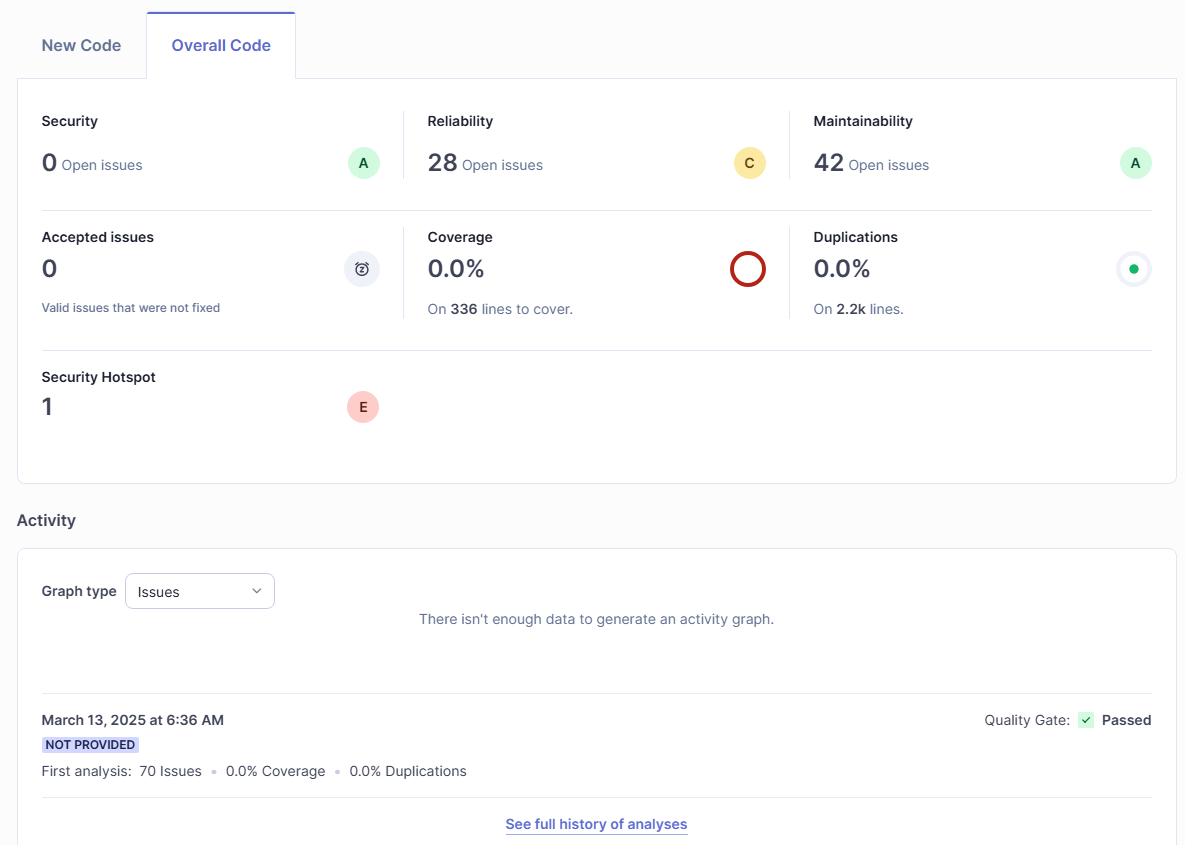 New Code
Overall Code
Security
0 Open issues
A
Reliability
28 Open issues
C
Maintainability
42 Open issues
A
Accepted issues
0
Valid issues that were not fixed
Coverage
0.0%
On 336 lines to cover.
Duplications
0.0%
On 2.2k lines.
Security Hotspot
1
E
Activity
Graph type
Issues
There isn't enough data to generate an activity graph.
March 13, 2025 at 6:36 AM
Quality Gate: Passed
NOT PROVIDED
First analysis: 70 Issues • 0.0% Coverage • 0.0% Duplications
See full history of analyses